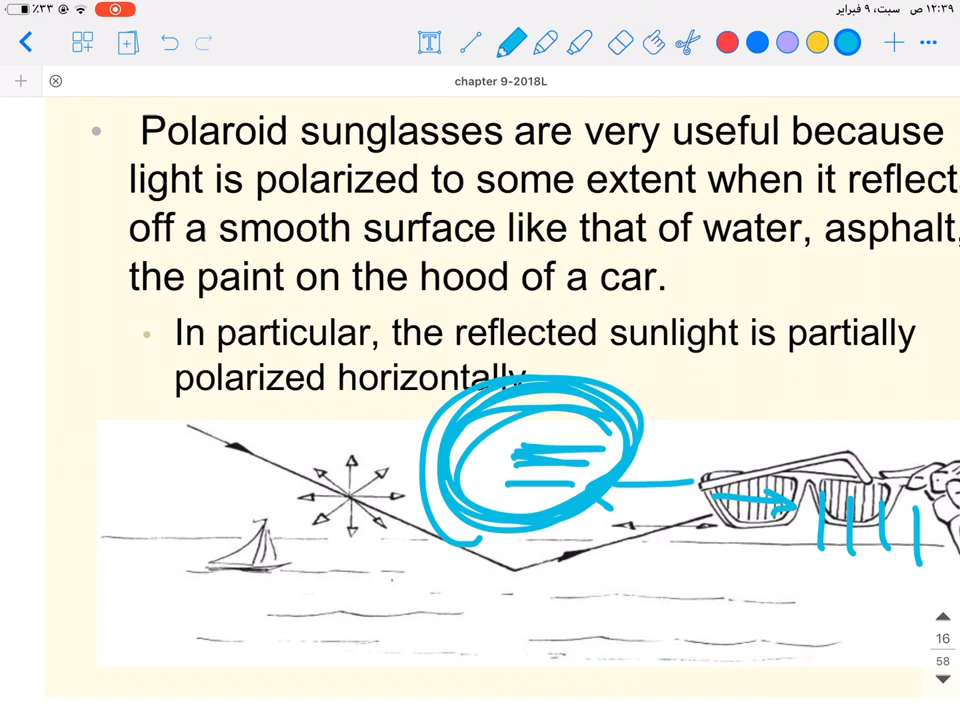 ٪٣٣ ١٢:٣٩ ص سبت، ٩ فبراير
chapter 9-2018L
• Polaroid sunglasses are very useful because
light is polarized to some extent when it reflects
off a smooth surface like that of water, asphalt,
the paint on the hood of a car.
• In particular, the reflected sunlight is partially
polarized horizontally
16
58